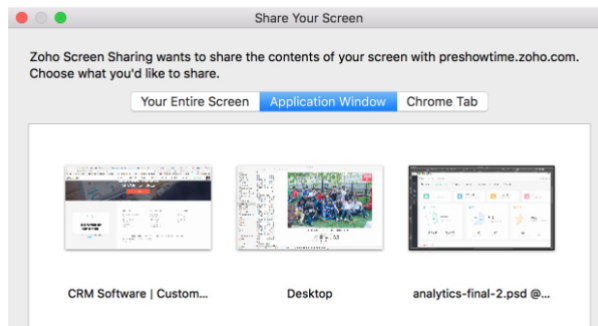 Share Your Screen
Zoho Screen Sharing wants to share the contents of your screen with preshowtime.zoho.com.
Choose what you'd like to share.
Your Entire Screen
Application Window
Chrome Tab
CRM Software | Custom...
Desktop
analytics-final-2.psd @...